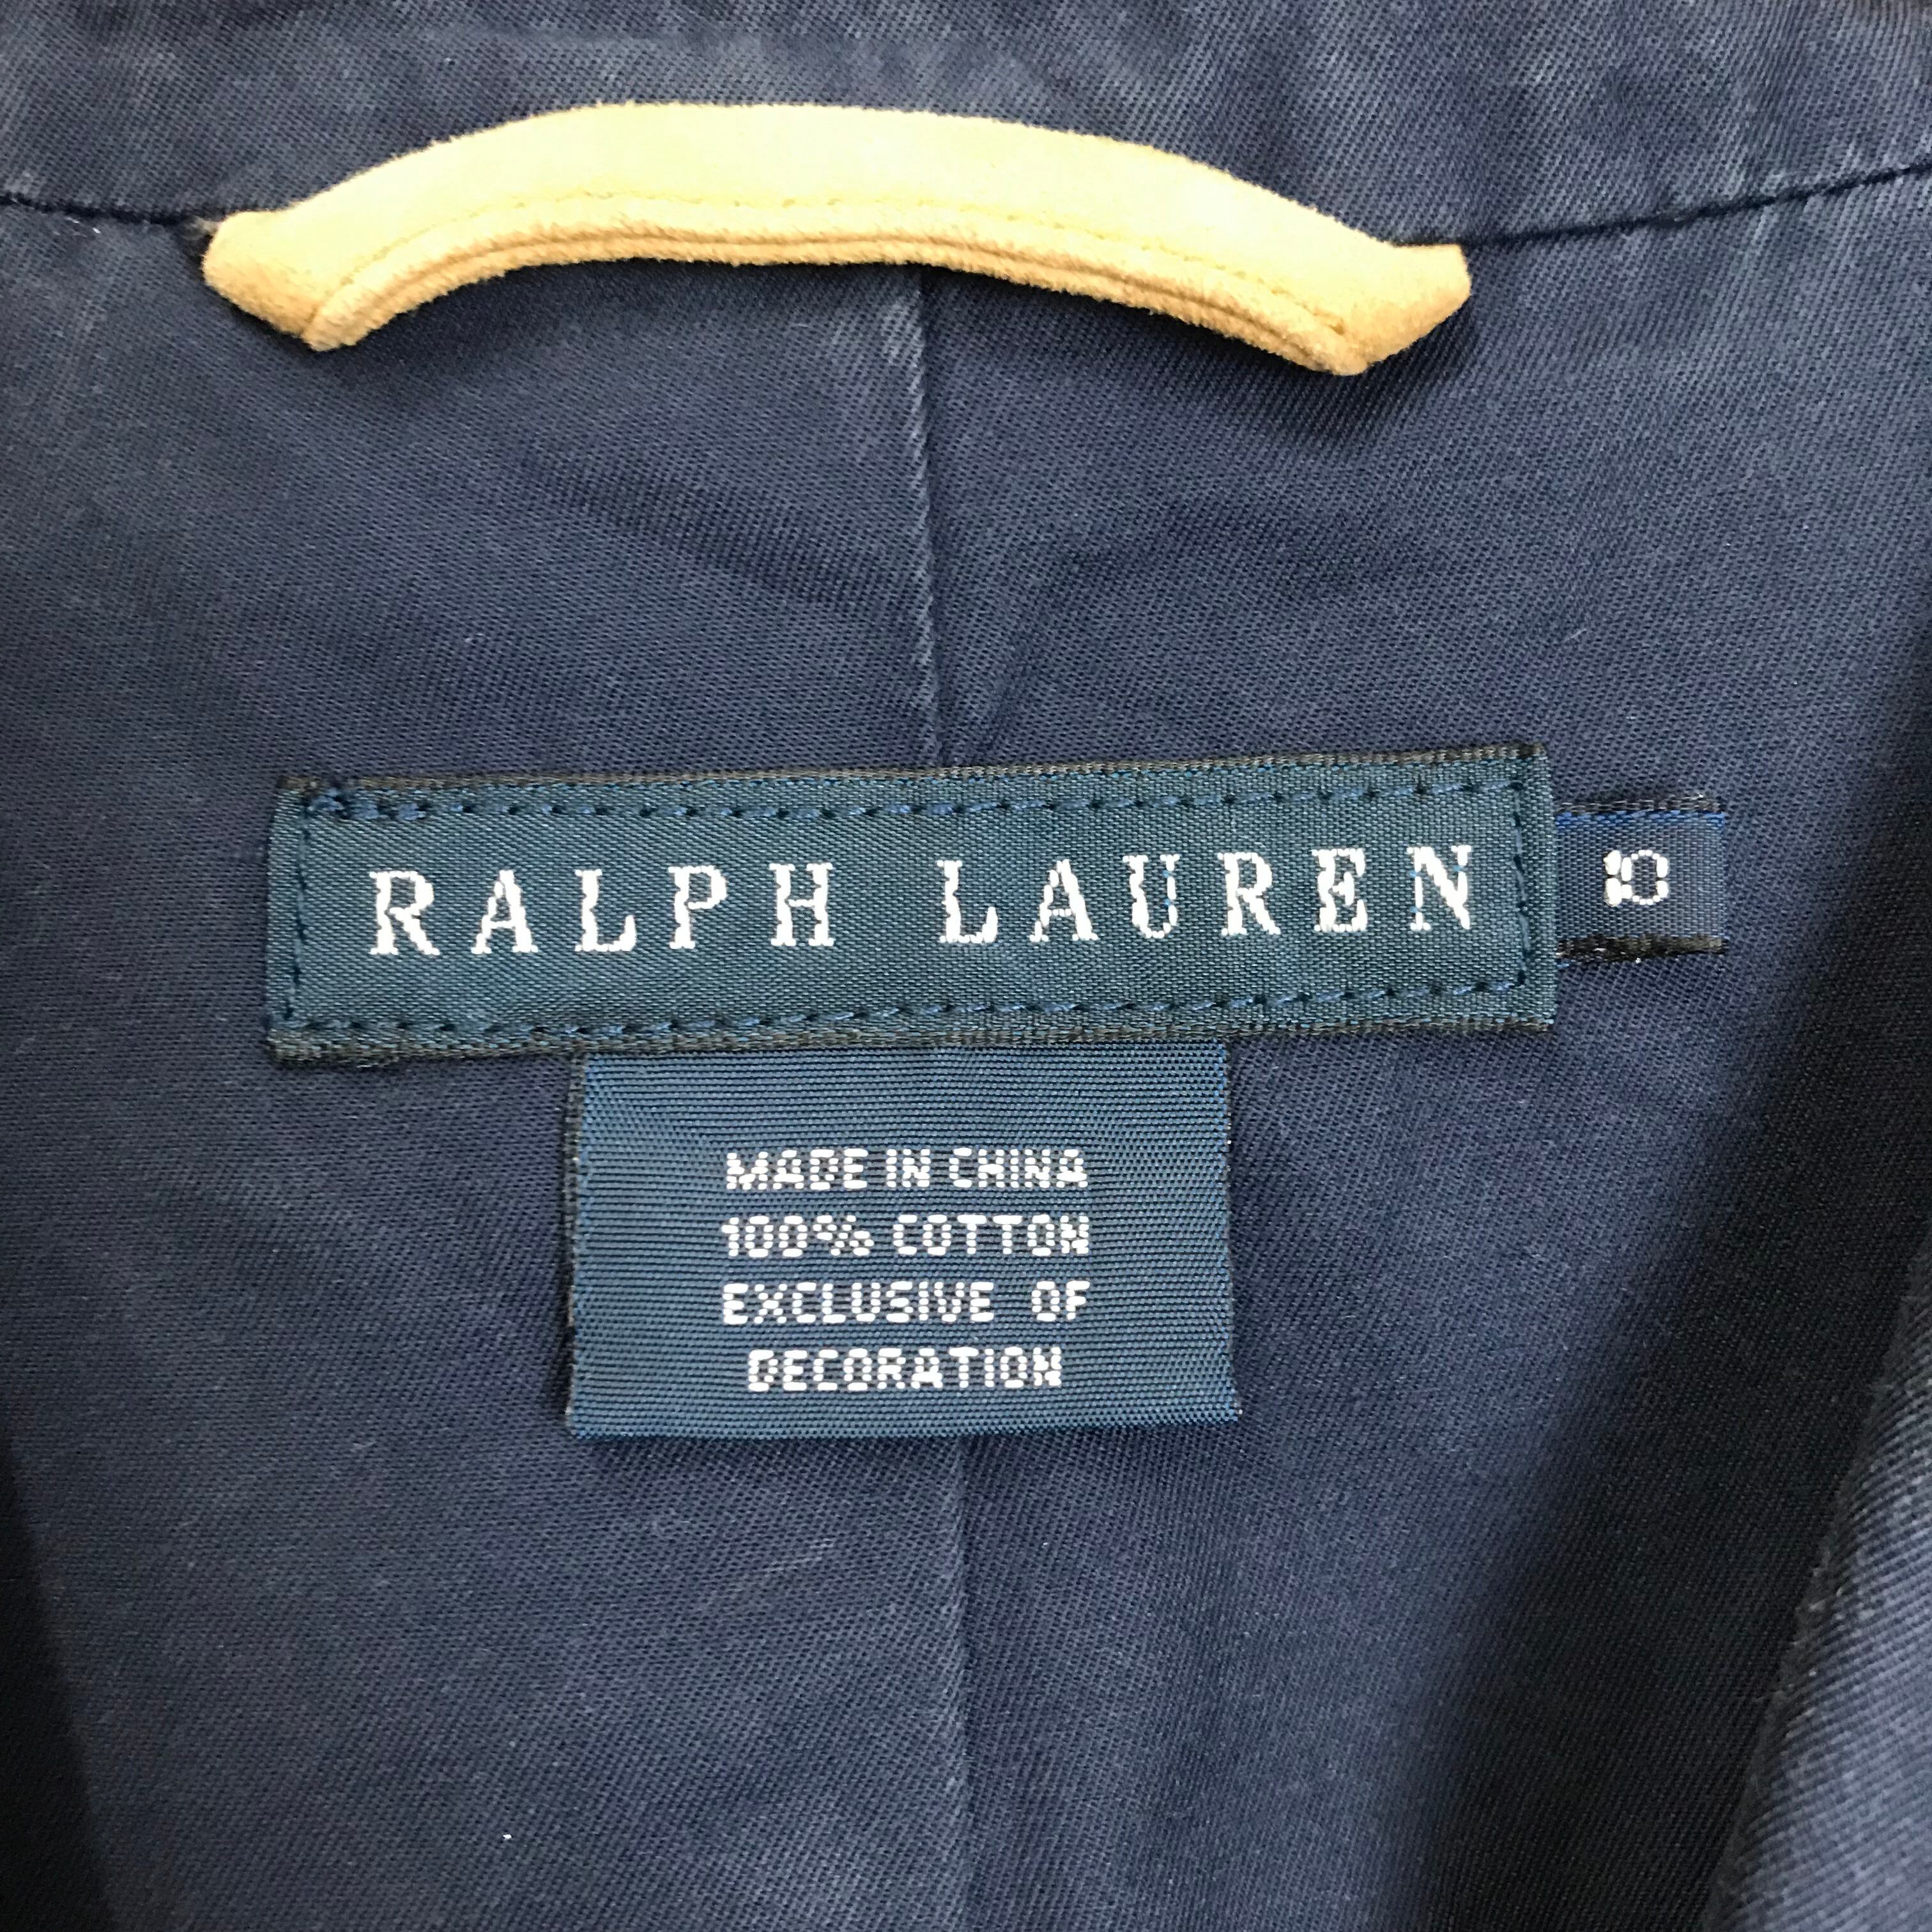 RALPH LAUREN
10
MADE IN CHINA
100% COTTON
EXCLUSIVE OF
DECORATION